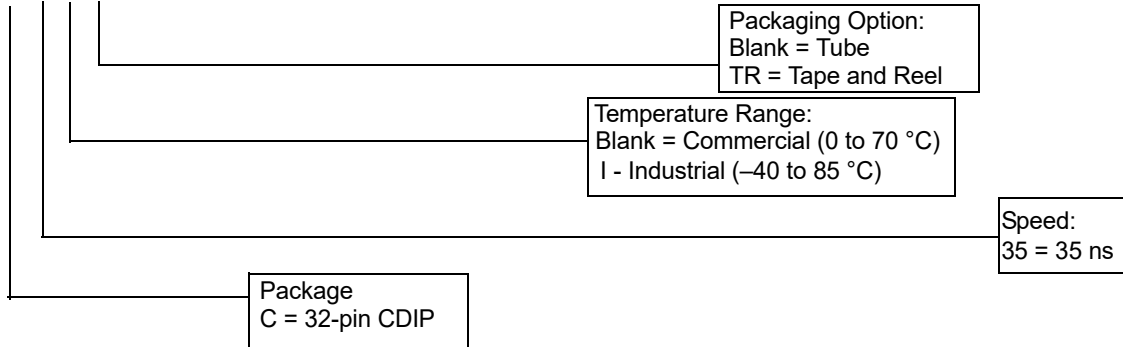 Packaging Option:
Blank = Tube
TR = Tape and Reel
Temperature Range:
Blank = Commercial (0 to 70 °C)
I - Industrial (–40 to 85 °C)
Speed:
35 = 35 ns
Package
C = 32-pin CDIP